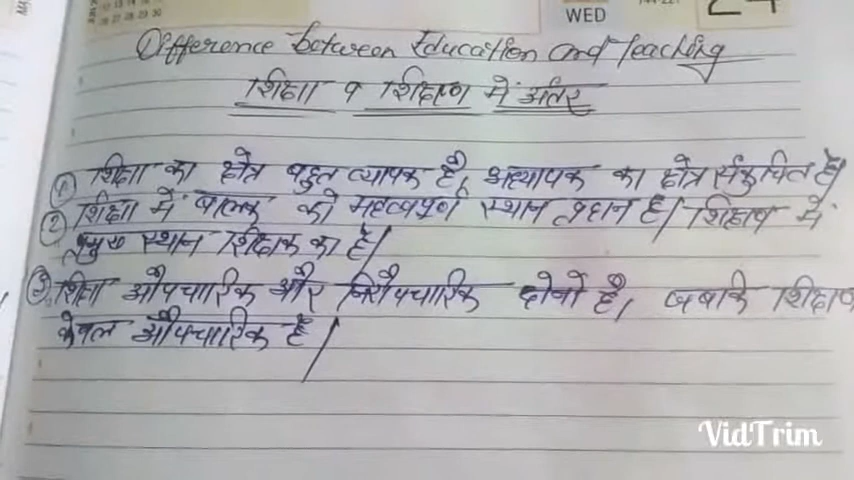 WED
Difference between Education and Teaching
शिक्षा व शिक्षण में अंतर
① शिक्षा का क्षेत्र बहुत व्यापक है, अध्यापक का क्षेत्र संकुचित है।
② शिक्षा में बालक को महत्वपूर्ण स्थान प्रदान है। शिक्षण में
प्रमुख स्थान शिक्षक का है।
③ शिक्षा औपचारिक और निरौपचारिक दोनों है, जबकि शिक्षण
केवल औपचारिक है।
VidTrim